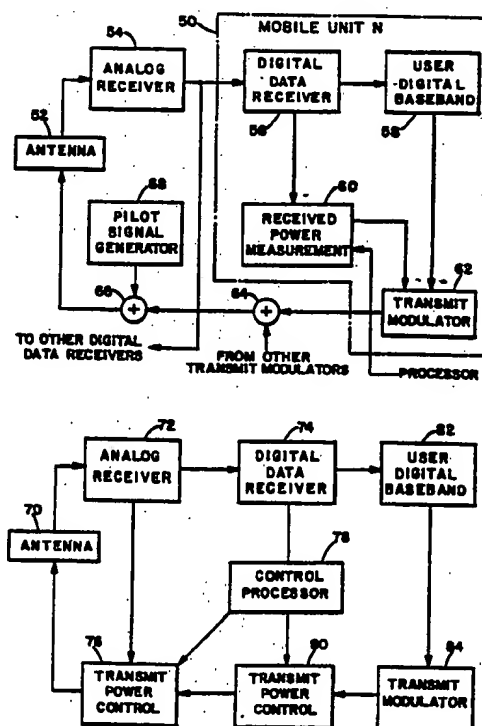 50
MOBILE UNIT N
54
ANALOG
RECEIVER
DIGITAL
DATA
RECEIVER
56
USER
DIGITAL
BASEBAND
58
52
ANTENNA
68
PILOT
SIGNAL
GENERATOR
60
RECEIVED
POWER
MEASUREMENT
62
TRANSMIT
MODULATOR
66
64
TO OTHER DIGITAL
DATA RECEIVERS
FROM OTHER
TRANSMIT MODULATORS
PROCESSOR
72
ANALOG
RECEIVER
74
DIGITAL DATA
RECEIVER
82
USER
DIGITAL
BASEBAND
70
ANTENNA
78
CONTROL
PROCESSOR
76
TRANSMIT
POWER
CONTROL
80
TRANSMIT
POWER
CONTROL
84
TRANSMIT
MODULATOR